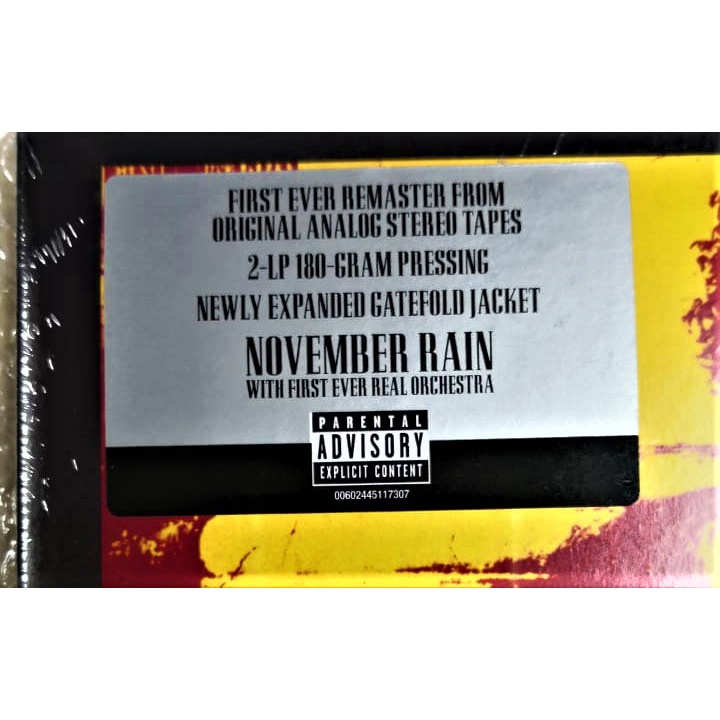 FIRST EVER REMASTER FROM
ORIGINAL ANALOG STEREO TAPES
2-LP 180-GRAM PRESSING
NEWLY EXPANDED GATEFOLD JACKET
NOVEMBER RAIN
WITH FIRST EVER REAL ORCHESTRA
PARENTAL
ADVISORY
EXPLICIT CONTENT
00602445117307